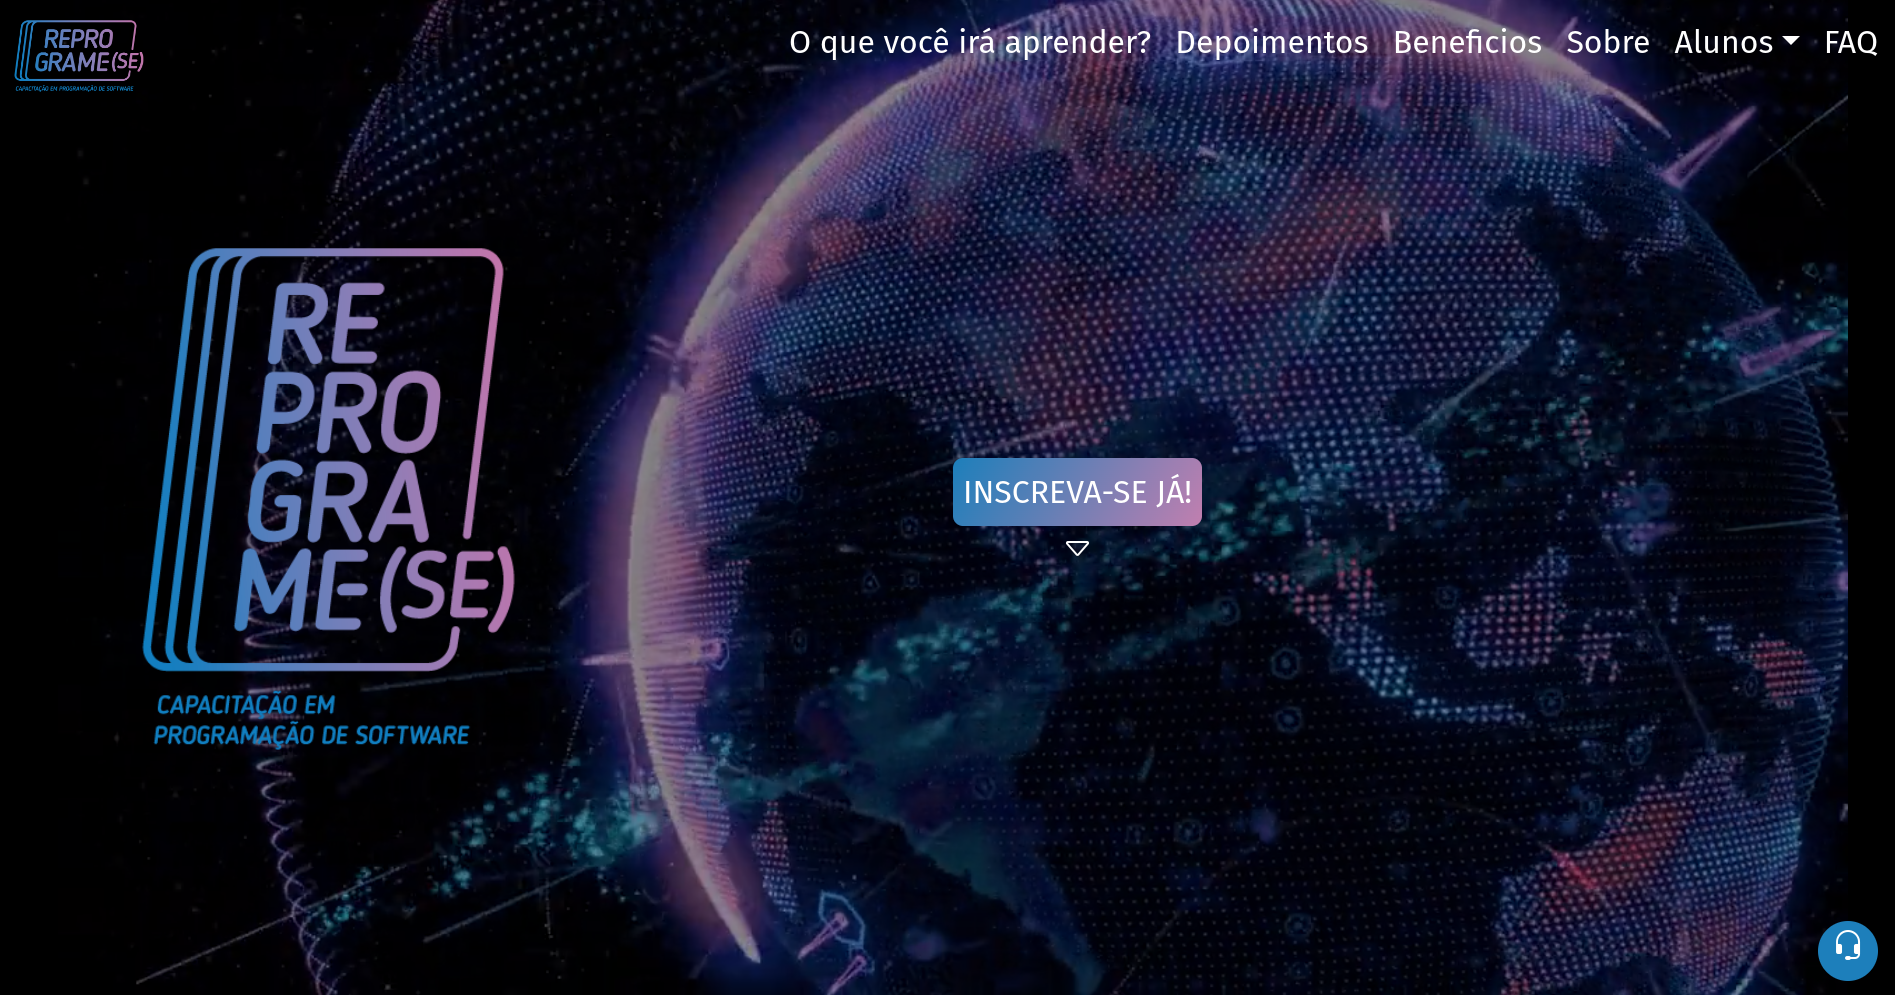 REPRO
GRAME(SE)
CAPACITAÇÃO EM PROGRAMAÇÃO DE SOFTWARE
O que você irá aprender? Depoimentos Beneficios Sobre Alunos FAQ
RE
PRO
GRA
ME(SE)
CAPACITAÇÃO EM
PROGRAMAÇÃO DE SOFTWARE
INSCREVA-SE JÁ!